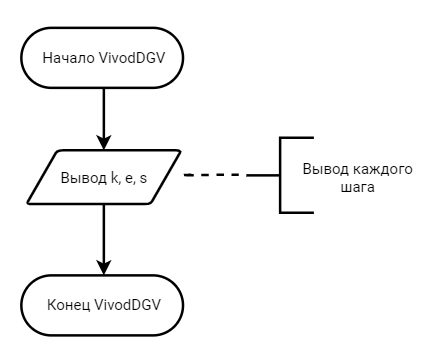 Начало VivodDGV
Вывод k, e, s
Вывод каждого
шага
Конец VivodDGV